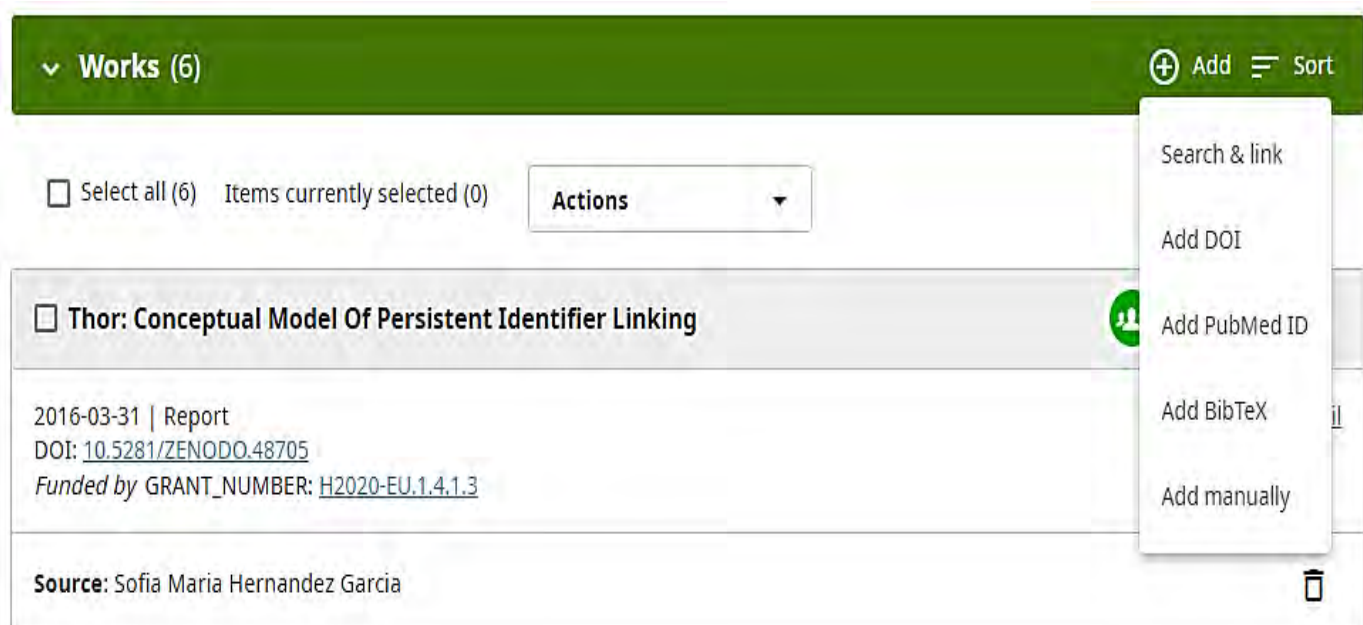 Works (6)
Add
Sort
Select all (6)
Items currently selected (0)
Actions
Search & link
Add DOI
Add PubMed ID
Add BibTeX
Add manually
Thor: Conceptual Model Of Persistent Identifier Linking
2016-03-31 | Report
DOI: 10.5281/ZENODO.48705
Funded by GRANT_NUMBER: H2020-EU.1.4.1.3
Source: Sofia Maria Hernandez Garcia